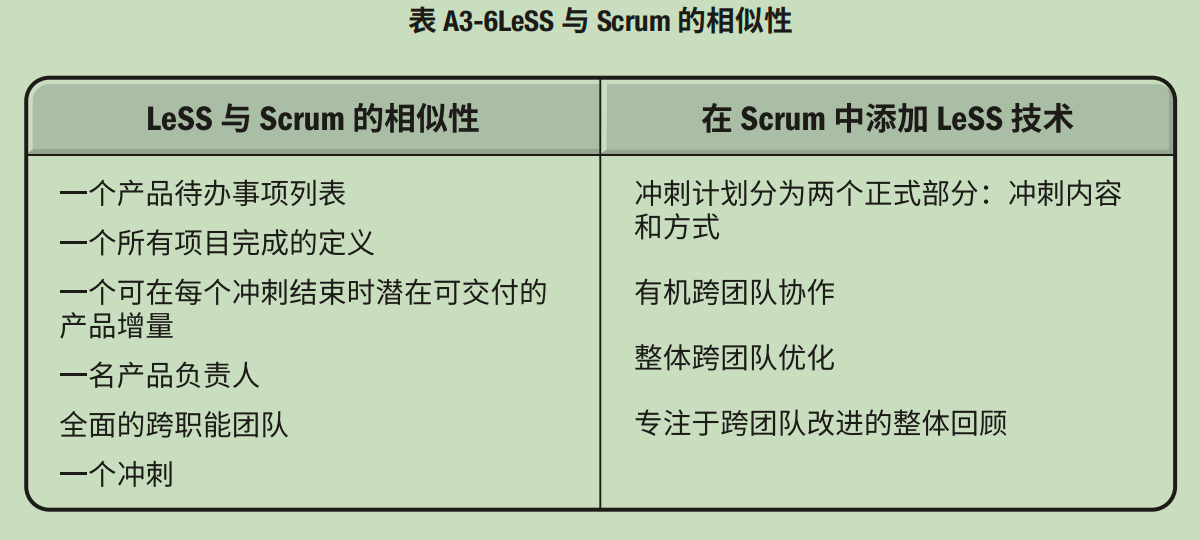 表 A3-6LeSS 与 Scrum 的相似性
LeSS 与 Scrum 的相似性
在 Scrum 中添加 LeSS 技术
一个产品待办事项列表
一个所有项目完成的定义
一个可在每个冲刺结束时潜在可交付的
产品增量
一名产品负责人
全面的跨职能团队
一个冲刺
冲刺计划分为两个正式部分：冲刺内容
和方式
有机跨团队协作
整体跨团队优化
专注于跨团队改进的整体回顾